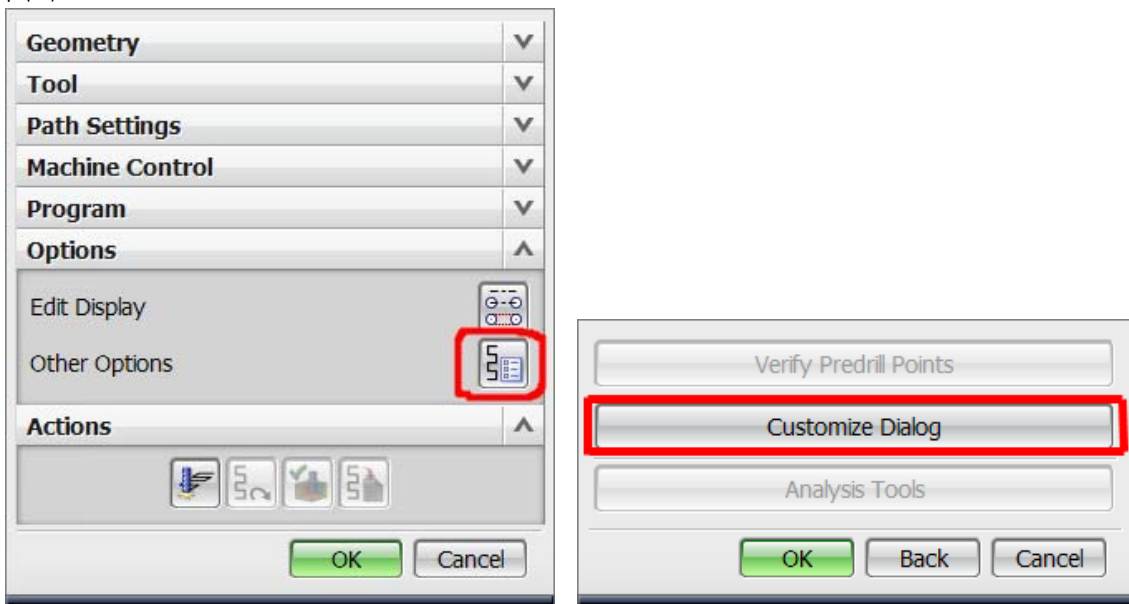 Geometry
Tool
Path Settings
Machine Control
Program
Options
Edit Display
Other Options
Actions
OK Cancel
Verify Predrill Points
Customize Dialog
Analysis Tools
OK Back Cancel